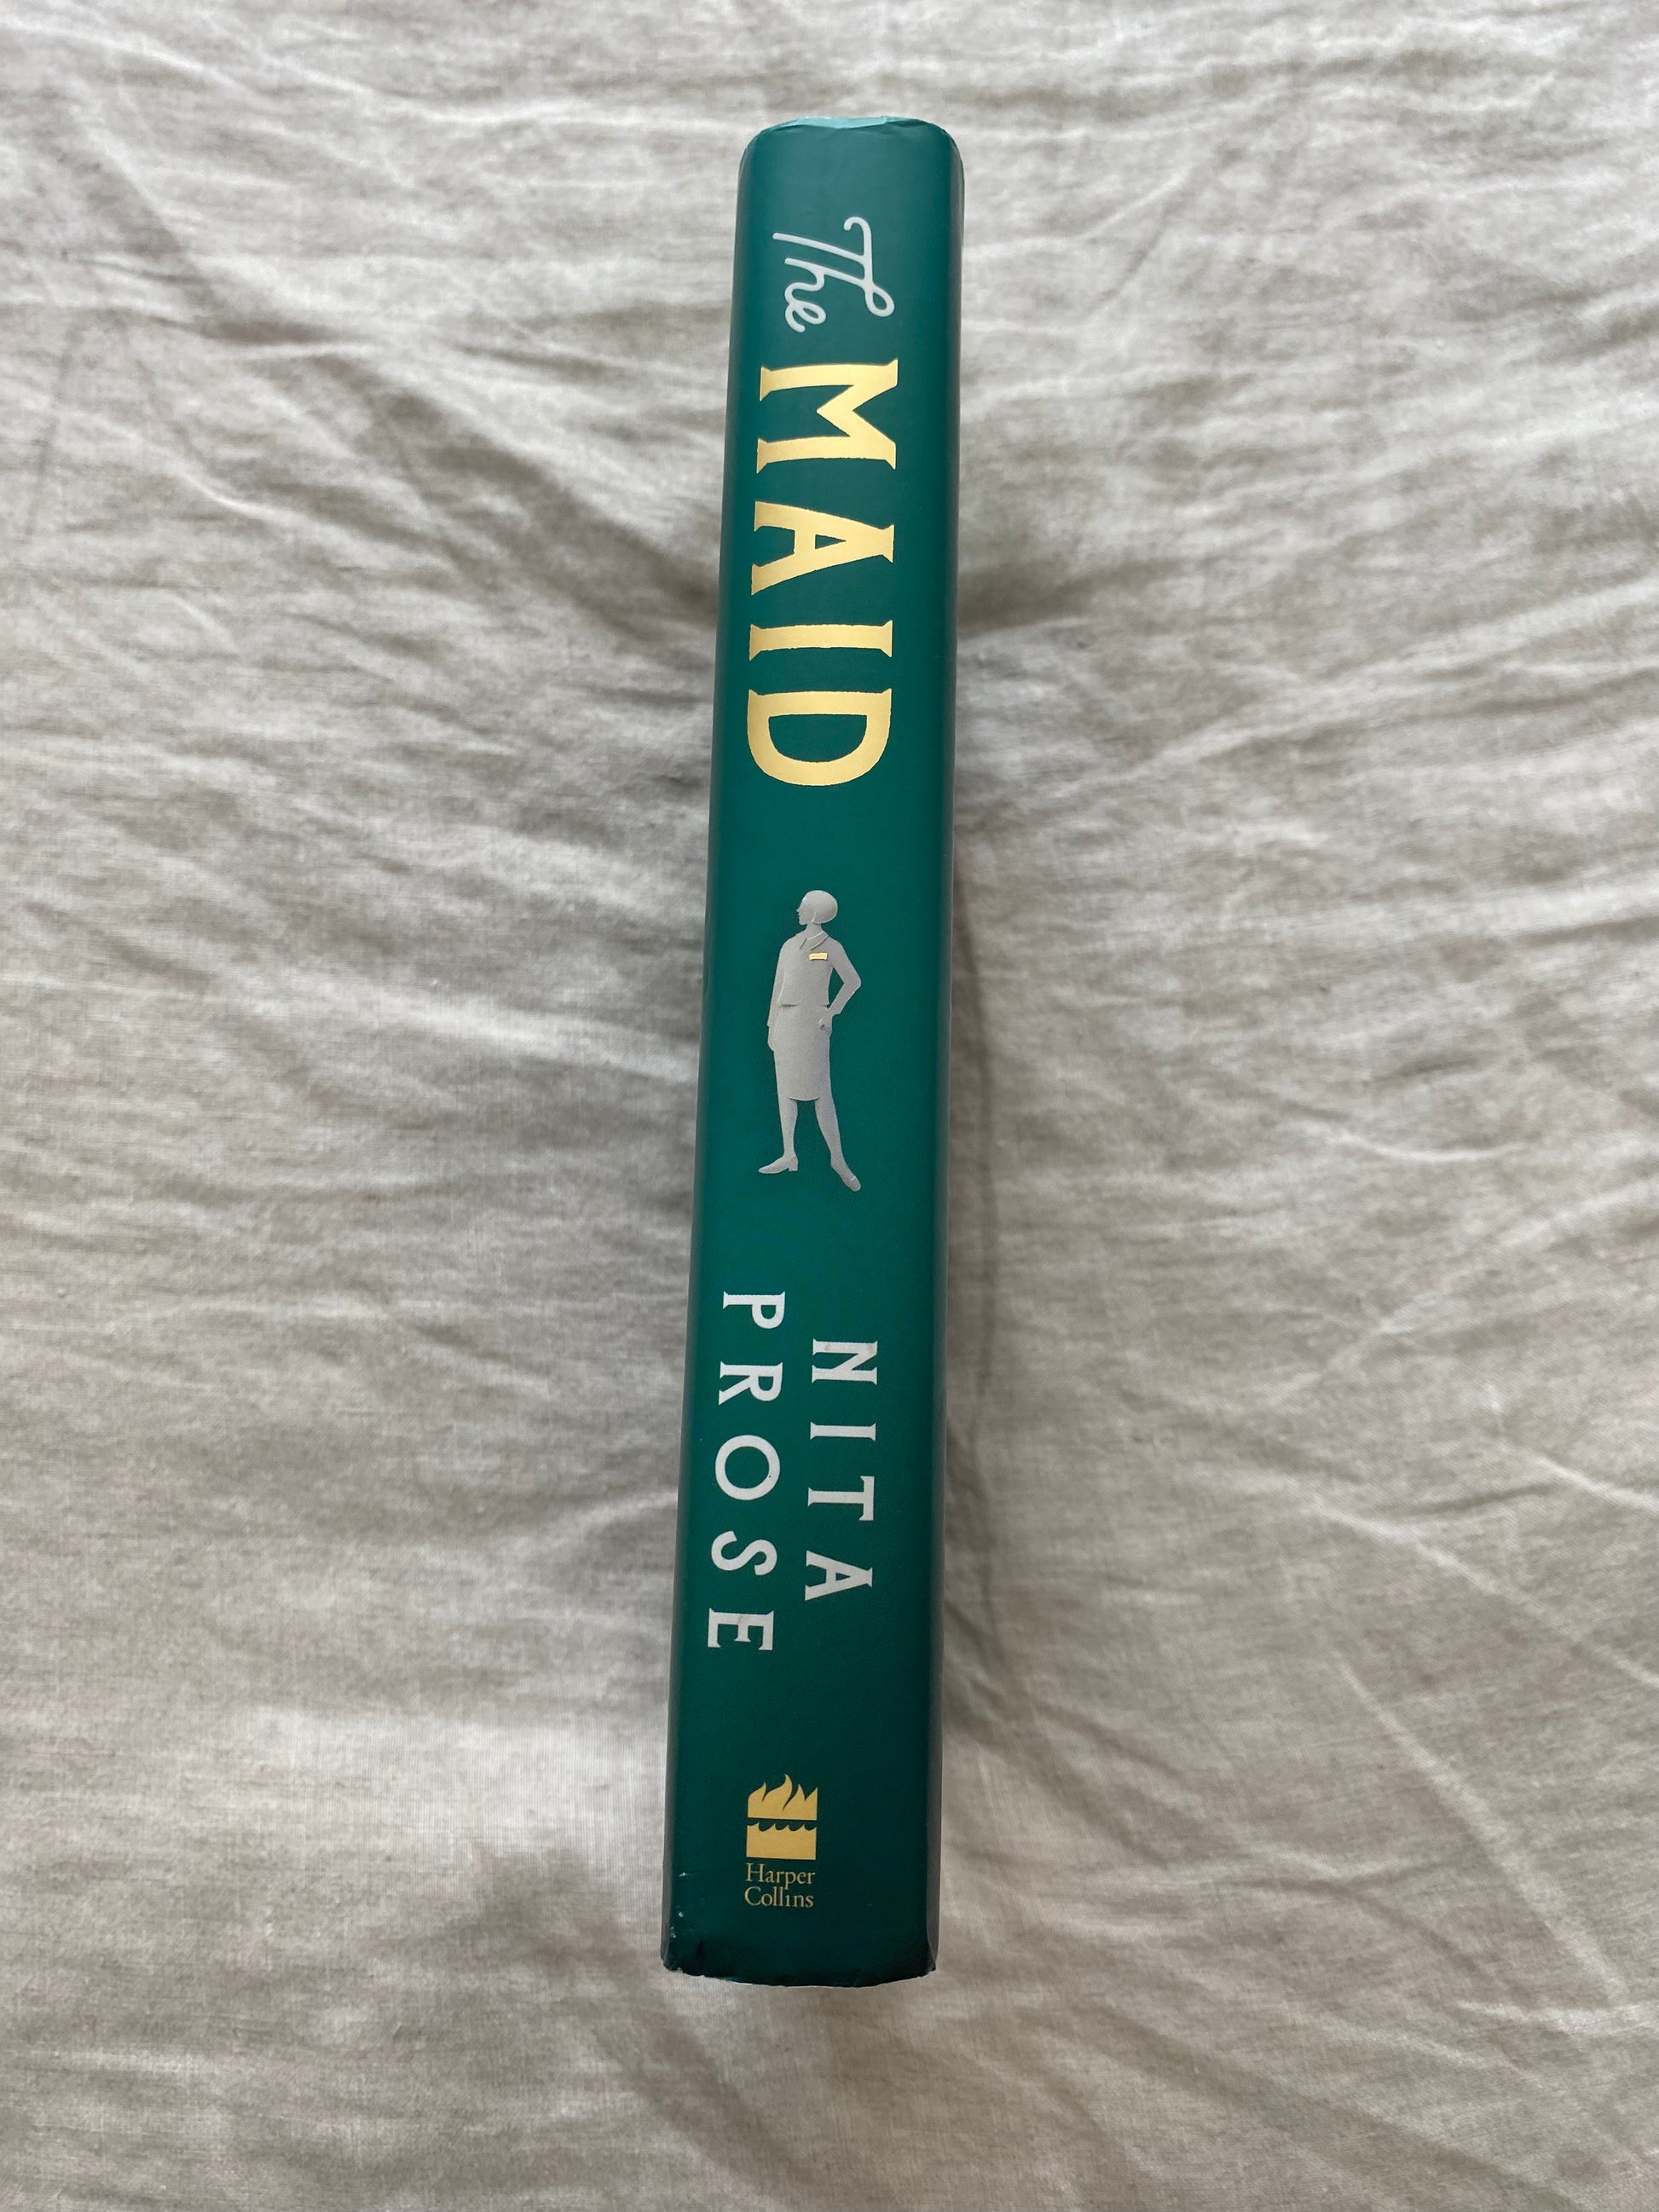 The MAID
NITA
PROSE
Harper
Collins